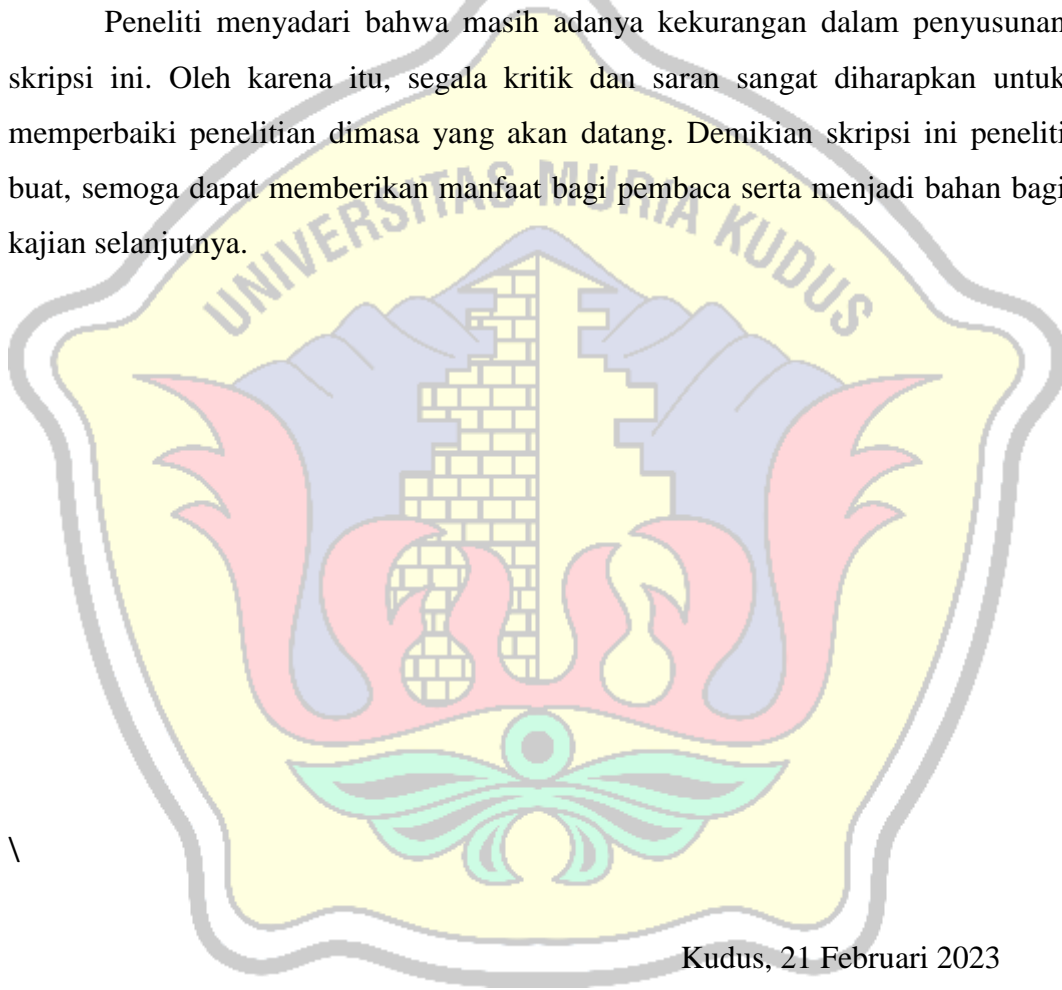 Peneliti menyadari bahwa masih adanya kekurangan dalam penyusunan
skripsi ini. Oleh karena itu, segala kritik dan saran sangat diharapkan untuk
memperbaiki penelitian dimasa yang akan datang. Demikian skripsi ini peneliti
buat, semoga dapat memberikan manfaat bagi pembaca serta menjadi bahan bagi
kajian selanjutnya.
UNIVERSITAS MURIA KUDUS
\
Kudus, 21 Februari 2023